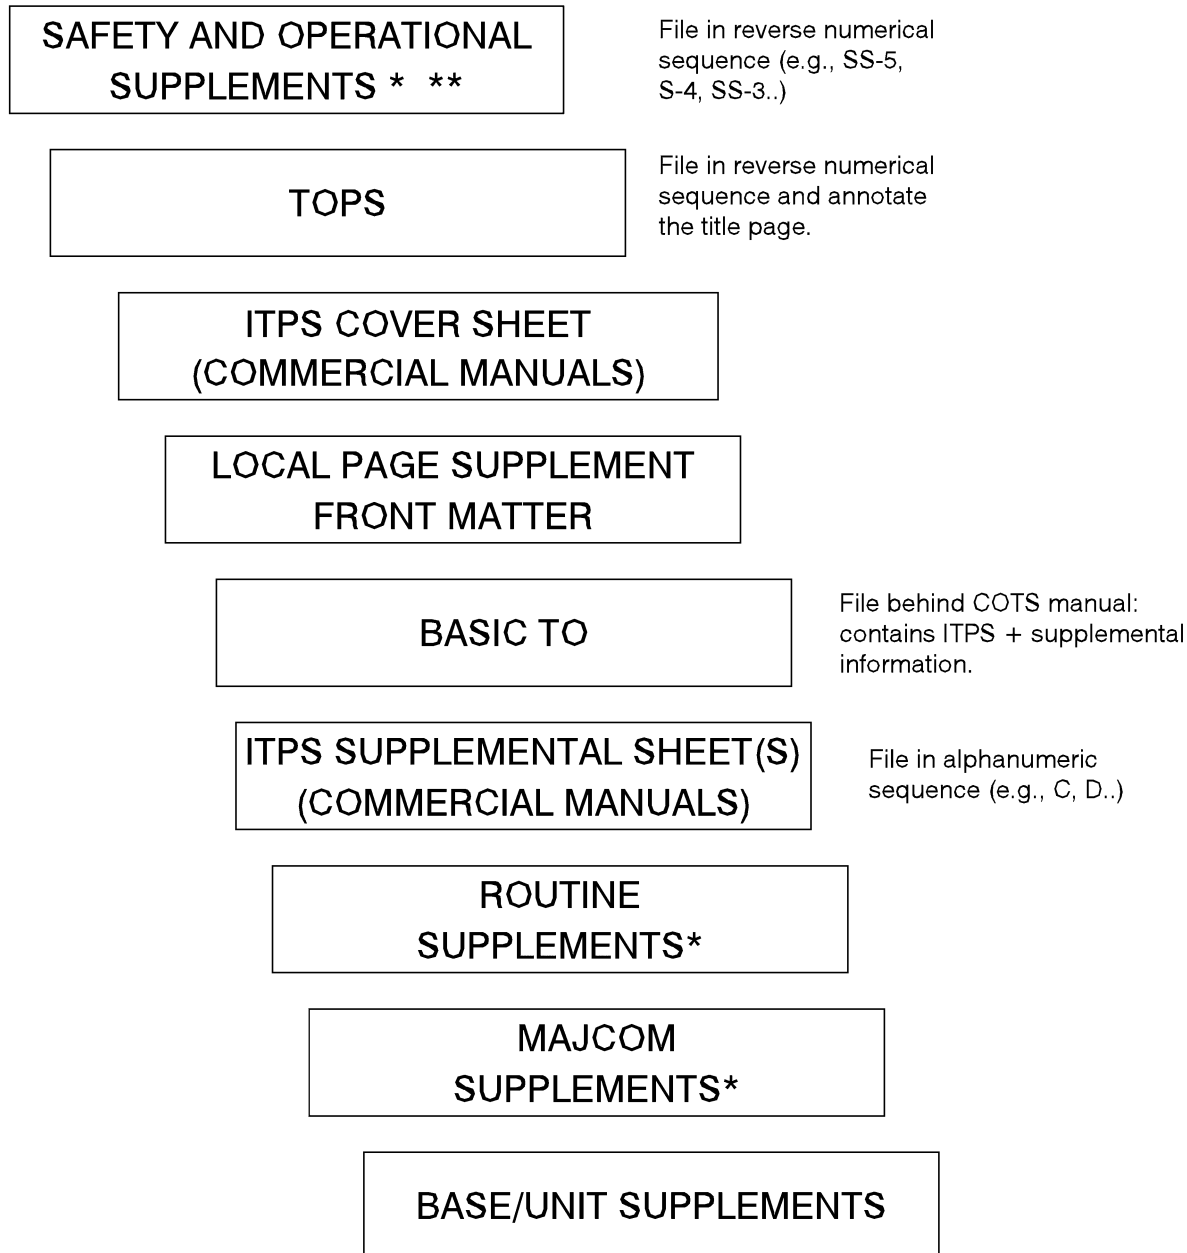 SAFETY AND OPERATIONAL
SUPPLEMENTS * **
File in reverse numerical
sequence (e.g., SS-5,
S-4, SS-3..)
TOPS
File in reverse numerical
sequence and annotate
the title page.
ITPS COVER SHEET
(COMMERCIAL MANUALS)
LOCAL PAGE SUPPLEMENT
FRONT MATTER
BASIC TO
File behind COTS manual:
contains ITPS + supplemental
information.
ITPS SUPPLEMENTAL SHEET(S)
(COMMERCIAL MANUALS)
File in alphanumeric
sequence (e.g., C, D..)
ROUTINE
SUPPLEMENTS*
MAJCOM
SUPPLEMENTS*
BASE/UNIT SUPPLEMENTS